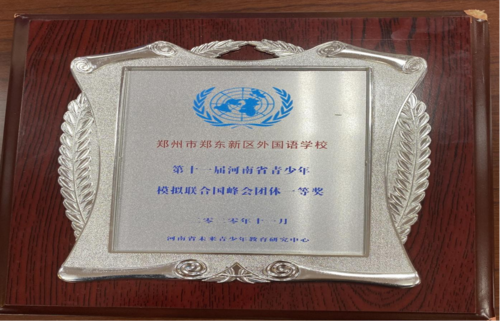 郑州市郑东新区外国语学校
第十一届河南省青少年
模拟联合国峰会团体一等奖
二〇二〇年十一月
河南省未来青少年教育研究中心